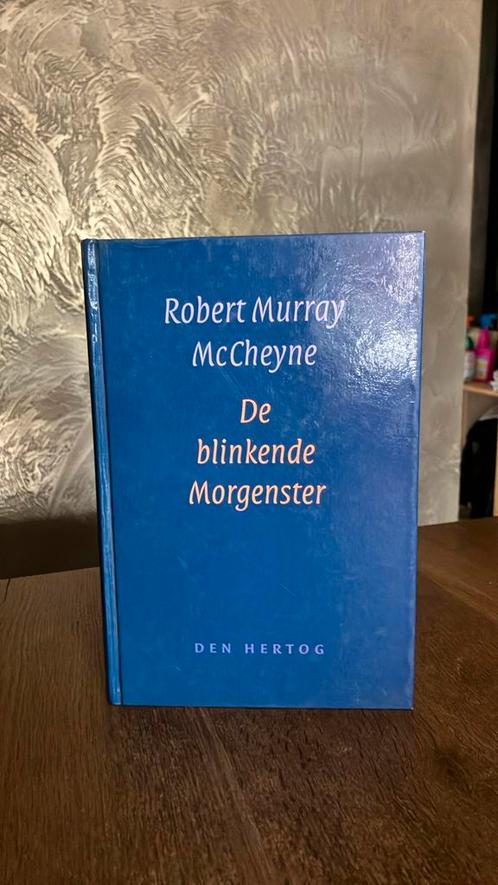 Robert Murray
McCheyne
De
blinkende
Morgenster
DEN HERTOG